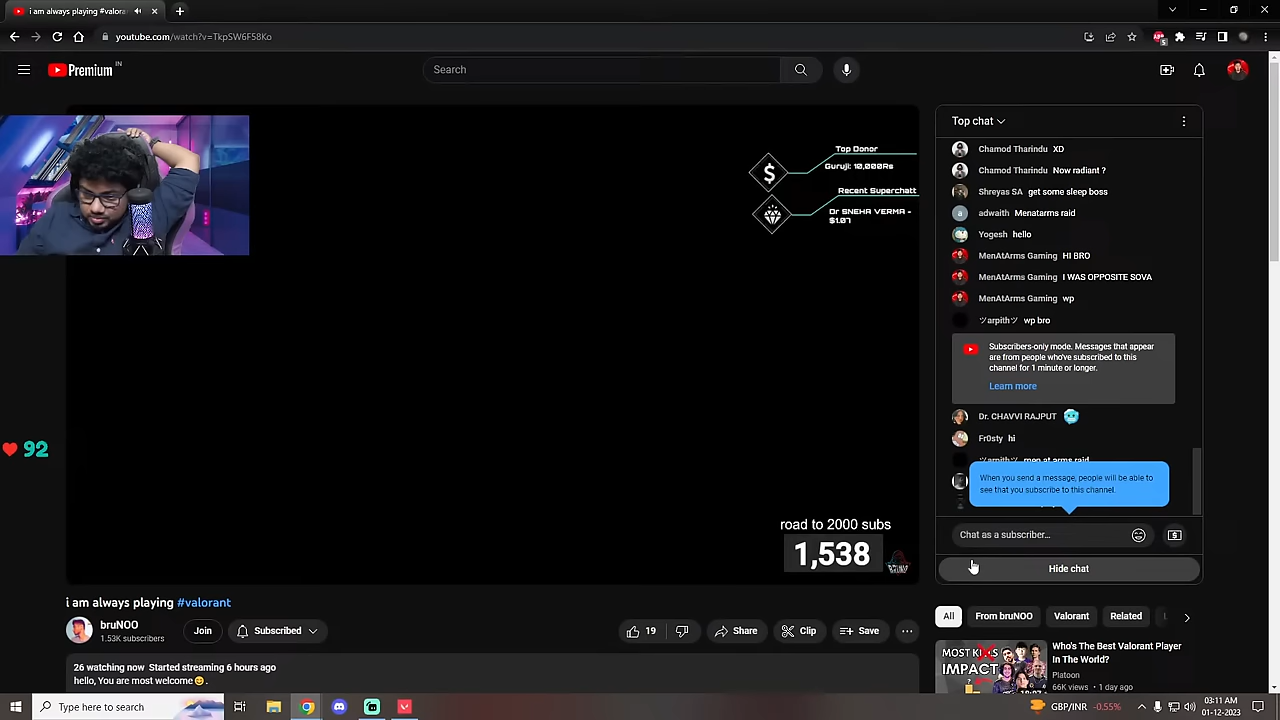 i am always playing #valora
youtube.com/watch?v=TkpSW6F58Ko
Premium IN
Search
Top Donor
Guruji: 10,000Rs
Recent Superchatt
Dr SNEHA VERMA -
$1.07
92
road to 2000 subs
1,538
Top chat
Chamod Tharindu XD
Chamod Tharindu Now radiant ?
Shreyas SA get some sleep boss
adwaith Menatarms raid
Yogesh hello
MenAtArms Gaming HI BRO
MenAtArms Gaming I WAS OPPOSITE SOVA
MenAtArms Gaming wp
ツarpithツ wp bro
Subscribers-only mode. Messages that appear
are from people who've subscribed to this
channel for 1 minute or longer.
Learn more
Dr. CHAVVI RAJPUT
Fr0sty hi
ツarpithツ men at arms raid
When you send a message, people will be able to
see that you subscribe to this channel.
Chat as a subscriber...
Hide chat
i am always playing #valorant
bruNOO
1.53K subscribers
Join
Subscribed
19
Share
Clip
Save
26 watching now Started streaming 6 hours ago
hello, You are most welcome
All
From bruNOO
Valorant
Related
MOST KILLS
IMPACT
Who's The Best Valorant Player
In The World?
Platoon
66K views • 1 day ago
Type here to search
GBP/INR -0.55%
03:11 AM
01-12-2023